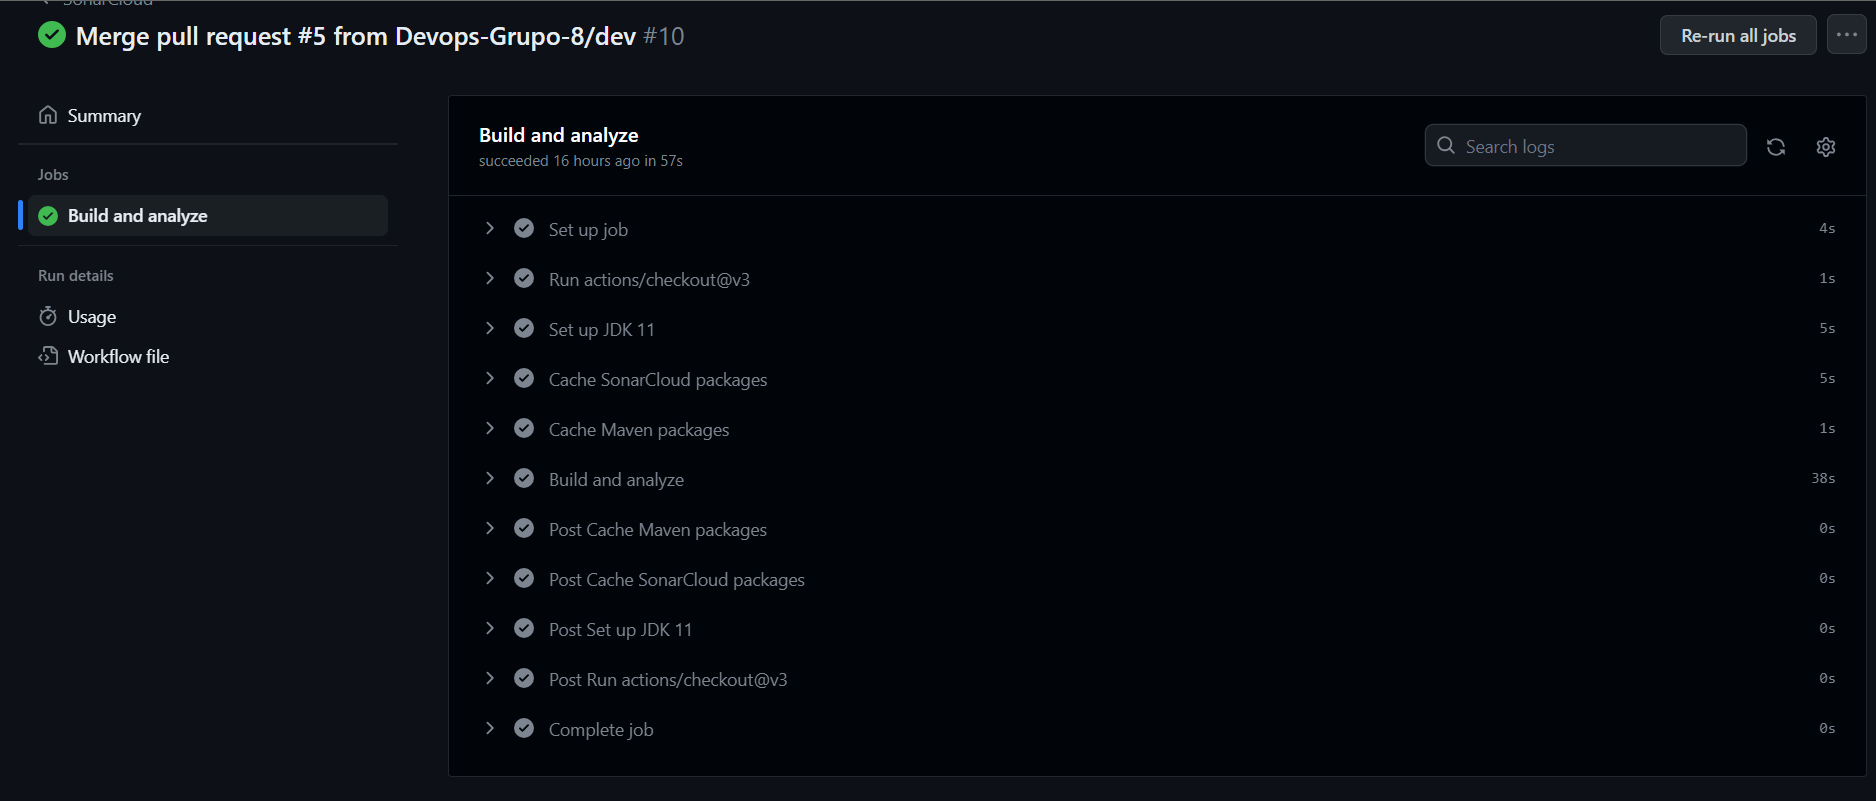 SonarCloud
Merge pull request #5 from Devops-Grupo-8/dev #10
Re-run all jobs
Summary
Jobs
Build and analyze
Run details
Usage
Workflow file
Build and analyze
succeeded 16 hours ago in 57s
Search logs
Set up job 4s
Run actions/checkout@v3 1s
Set up JDK 11 5s
Cache SonarCloud packages 5s
Cache Maven packages 1s
Build and analyze 38s
Post Cache Maven packages 0s
Post Cache SonarCloud packages 0s
Post Set up JDK 11 0s
Post Run actions/checkout@v3 0s
Complete job 0s